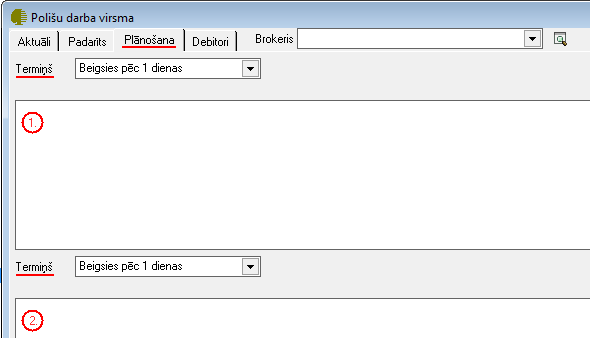 Polišu darba virsma
Aktuāli Padarīts Plānošana Debitori Brokeris
Termiņš Beigsies pēc 1 dienas
1.
Termiņš Beigsies pēc 1 dienas
2.